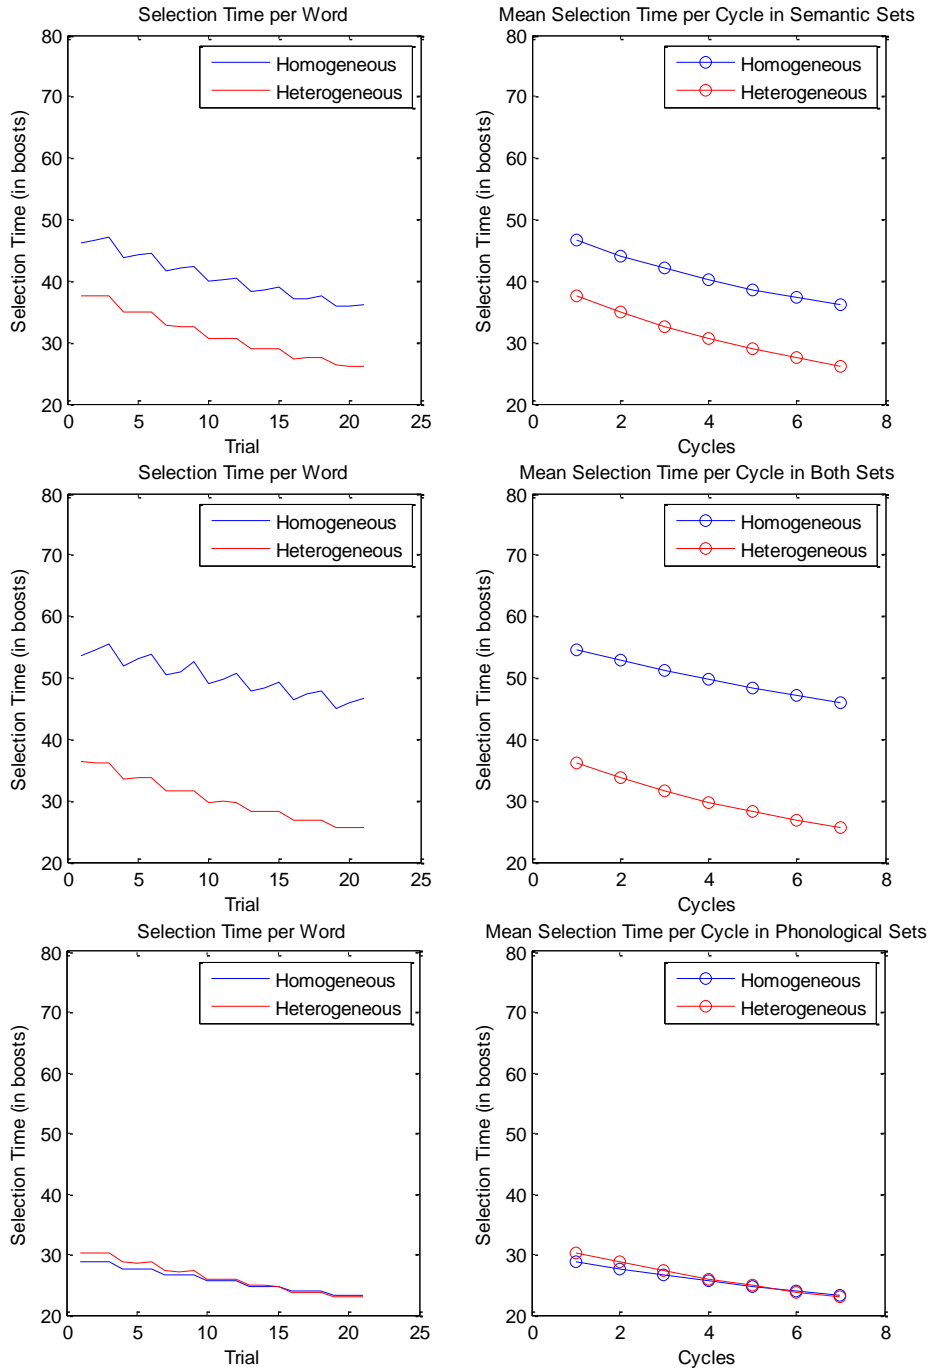 Selection Time per Word
80
70
60
50
40
30
20
Selection Time (in boosts)
0 5 10 15 20 25
Trial
Homogeneous
Heterogeneous
Mean Selection Time per Cycle in Semantic Sets
80
70
60
50
40
30
20
Selection Time (in boosts)
0 2 4 6 8
Cycles
Homogeneous
Heterogeneous
Selection Time per Word
80
70
60
50
40
30
20
Selection Time (in boosts)
0 5 10 15 20 25
Trial
Homogeneous
Heterogeneous
Mean Selection Time per Cycle in Both Sets
80
70
60
50
40
30
20
Selection Time (in boosts)
0 2 4 6 8
Cycles
Homogeneous
Heterogeneous
Selection Time per Word
80
70
60
50
40
30
20
Selection Time (in boosts)
0 5 10 15 20 25
Trial
Homogeneous
Heterogeneous
Mean Selection Time per Cycle in Phonological Sets
80
70
60
50
40
30
20
Selection Time (in boosts)
0 2 4 6 8
Cycles
Homogeneous
Heterogeneous